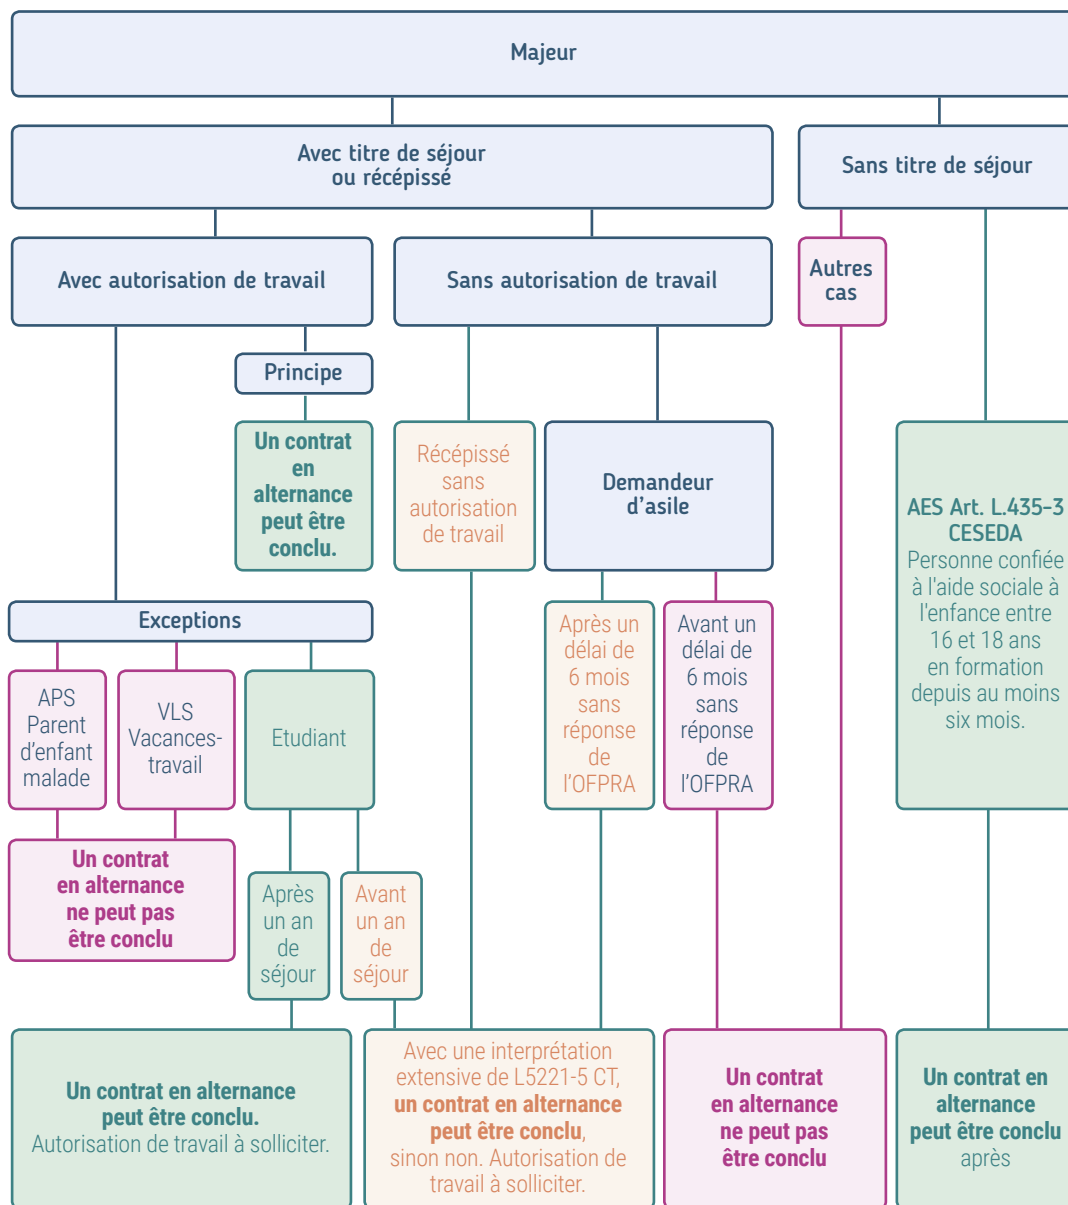 Majeur
Avec titre de séjour
ou récépissé
Sans titre de séjour
Avec autorisation de travail
Sans autorisation de travail
Autres
cas
Principe
Un contrat
en
alternance
peut être
conclu.
Récépissé
sans
autorisation
de travail
Demandeur
d'asile
AES Art. L.435-3
CESEDA
Personne confiée
à l'aide sociale à
l'enfance entre
16 et 18 ans
en formation
depuis au moins
six mois.
Exceptions
Après un
délai de
6 mois
sans
réponse
de
l'OFPRA
Avant un
délai de
6 mois
sans
réponse
de
l'OFPRA
APS
Parent
d'enfant
malade
VLS
Vacances-
travail
Etudiant
Un contrat
en alternance
ne peut pas
être conclu
Après
un an
de
séjour
Avant
un an
de
séjour
Un contrat en alternance
peut être conclu.
Autorisation de travail à solliciter.
Avec une interprétation
extensive de L5221-5 CT,
un contrat en alternance
peut être conclu,
sinon non. Autorisation de
travail à solliciter.
Un contrat
en alternance
ne peut pas
être conclu
Un contrat en
alternance
peut être conclu
après